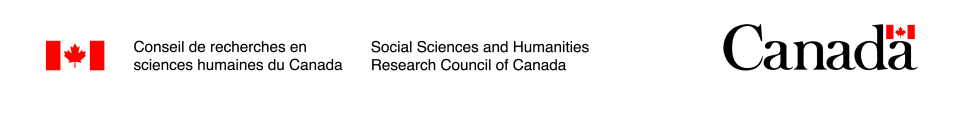 Conseil de recherches en
sciences humaines du Canada
Social Sciences and Humanities
Research Council of Canada
Canada